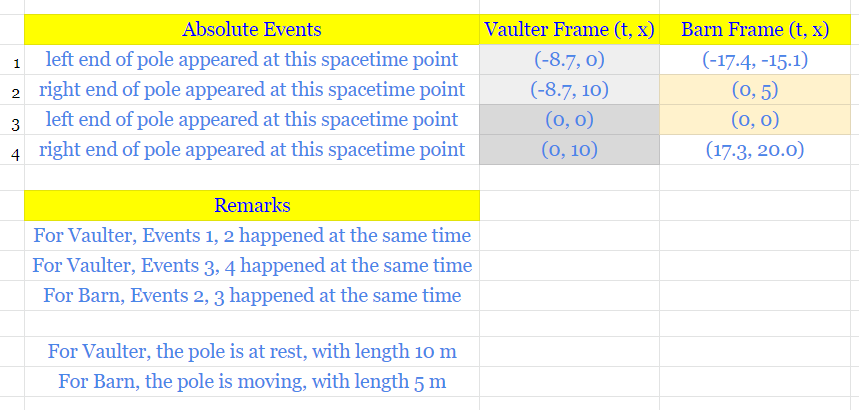 Absolute Events Vaulter Frame (t, x) Barn Frame (t, x)
1 left end of pole appeared at this spacetime point (-8.7, 0) (-17.4, -15.1)
2 right end of pole appeared at this spacetime point (-8.7, 10) (0, 5)
3 left end of pole appeared at this spacetime point (0, 0) (0, 0)
4 right end of pole appeared at this spacetime point (0, 10) (17.3, 20.0)
Remarks
For Vaulter, Events 1, 2 happened at the same time
For Vaulter, Events 3, 4 happened at the same time
For Barn, Events 2, 3 happened at the same time
For Vaulter, the pole is at rest, with length 10 m
For Barn, the pole is moving, with length 5 m